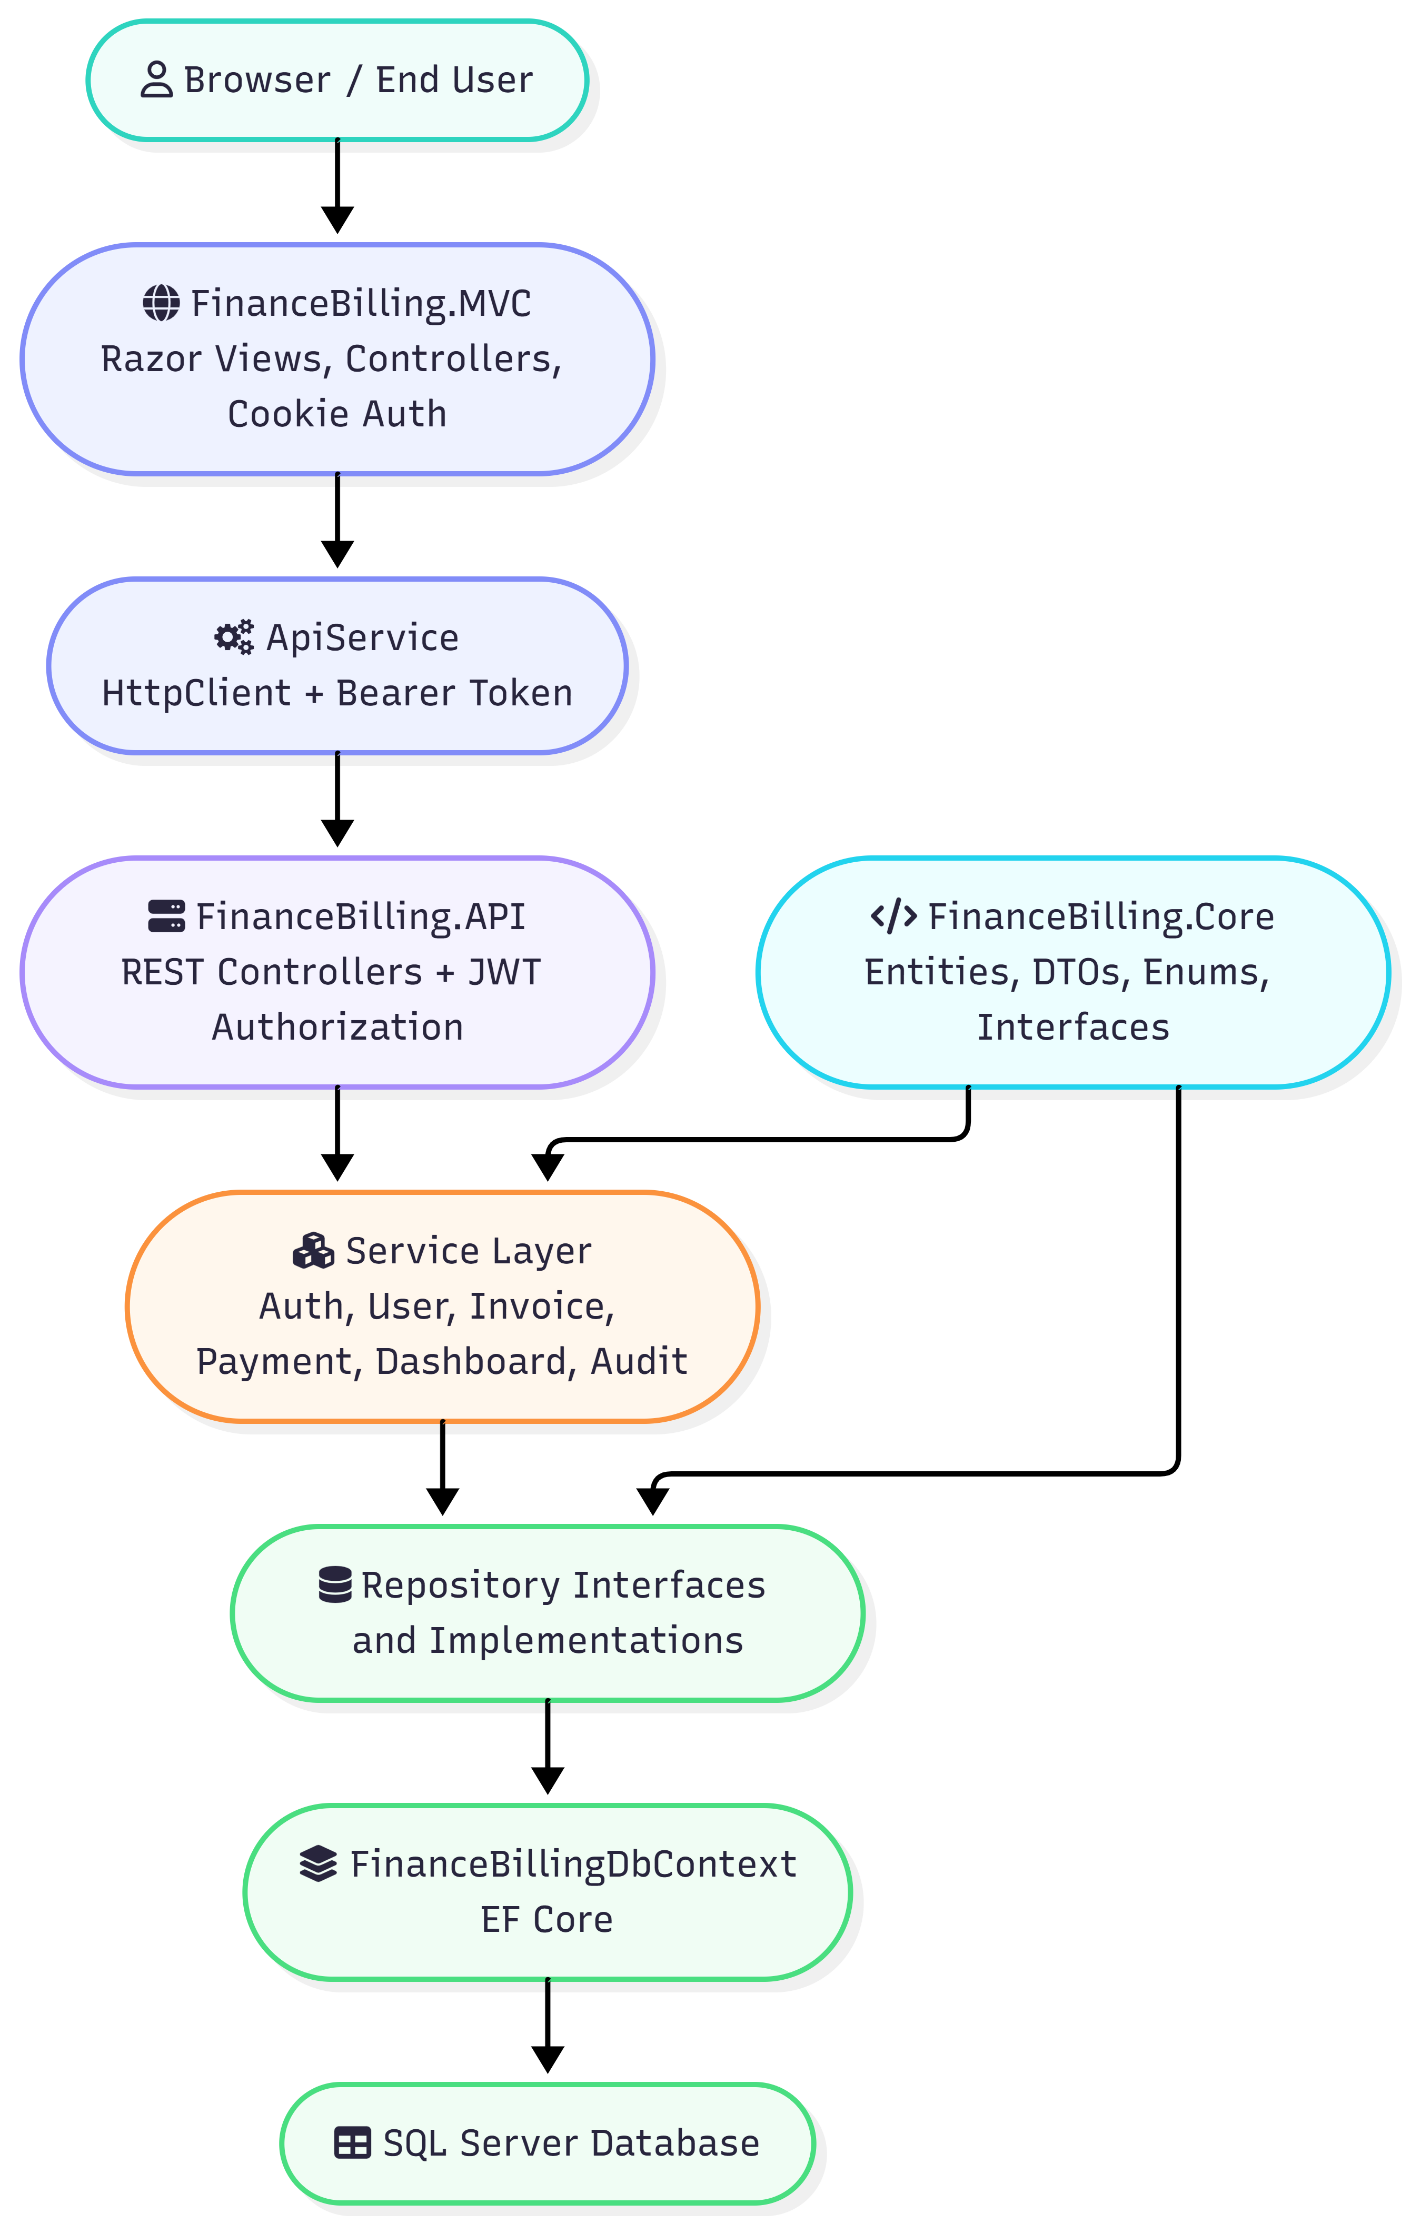 Browser / End User
FinanceBilling.MVC
Razor Views, Controllers,
Cookie Auth
ApiService
HttpClient + Bearer Token
FinanceBilling.API
REST Controllers + JWT
Authorization
FinanceBilling.Core
Entities, DTOs, Enums,
Interfaces
Service Layer
Auth, User, Invoice,
Payment, Dashboard, Audit
Repository Interfaces
and Implementations
FinanceBillingDbContext
EF Core
SQL Server Database